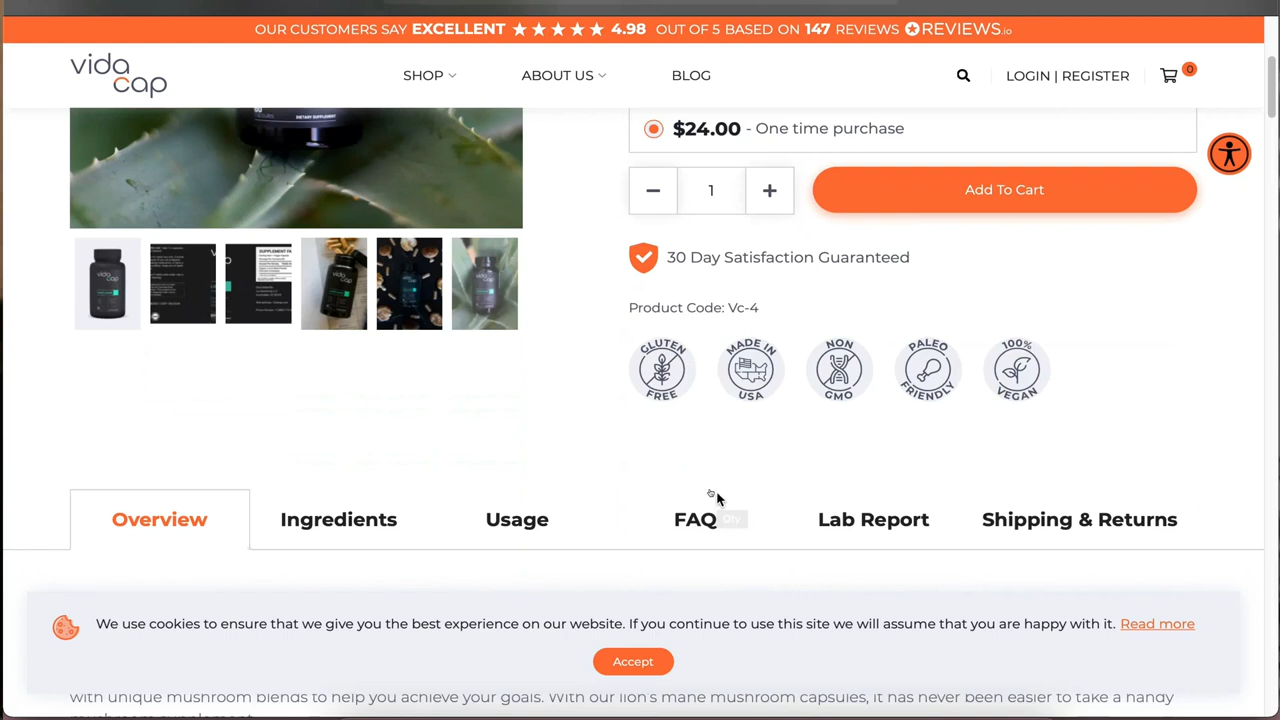 OUR CUSTOMERS SAY EXCELLENT 4.98 OUT OF 5 BASED ON 147 REVIEWS REVIEWS.io
vida cap
SHOP
ABOUT US
BLOG
LOGIN | REGISTER
0
DIETARY SUPPLEMENT
$24.00 - One time purchase
1
Add To Cart
30 Day Satisfaction Guaranteed
Product Code: Vc-4
GLUTEN FREE
MADE IN USA
NON GMO
PALEO FRIENDLY
100% VEGAN
Overview
Ingredients
Usage
FAQ
Qty
Lab Report
Shipping & Returns
We use cookies to ensure that we give you the best experience on our website. If you continue to use this site we will assume that you are happy with it. Read more
Accept
with unique mushroom blends to help you achieve your goals. With our lion's mane mushroom capsules, it has never been easier to take a handy
mushroom supplement